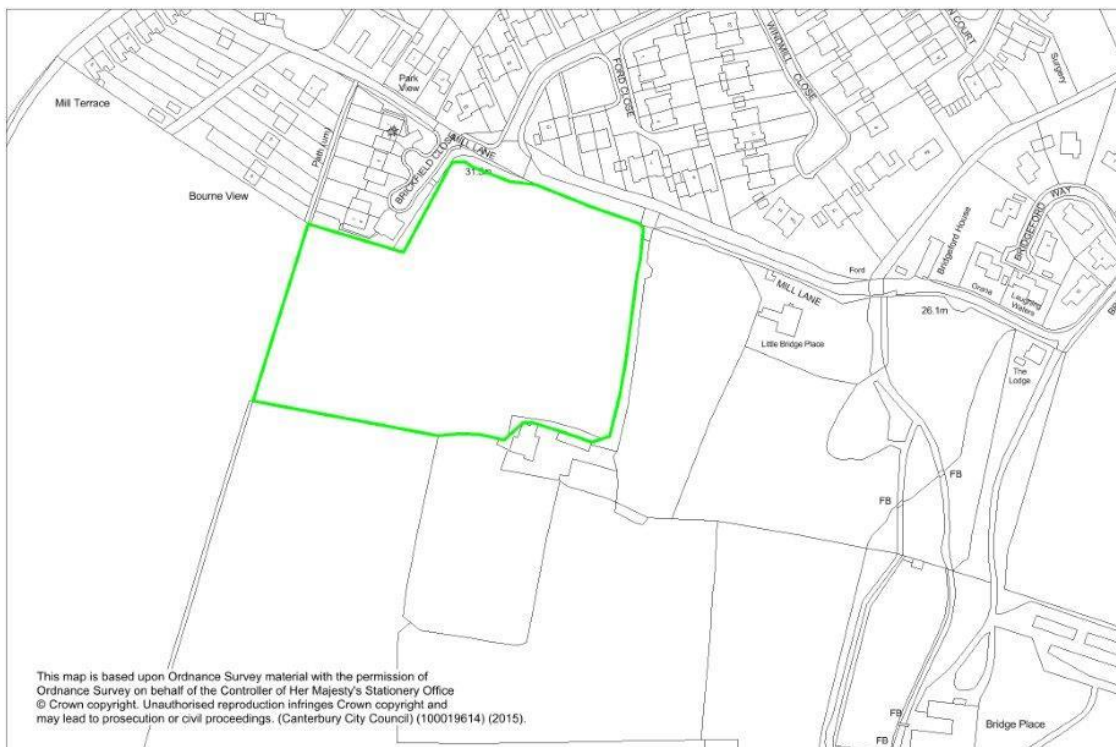 Mill Terrace
Park
View
Path (um)
Bourne View
BRICKFIELD CLOSE
MILL LANE
FORD CLOSE
WINDMILL CLOSE
COURT
Surgery
Bridgeford House
BRIDGEFORD WAY
Ford
MILL LANE
Little Bridge Place
Laughing
Waters
26.1m
The
Lodge
FB
FB
FB
FB
Bridge Place
This map is based upon Ordnance Survey material with the permission of
Ordnance Survey on behalf of the Controller of Her Majesty's Stationery Office
© Crown copyright. Unauthorised reproduction infringes Crown copyright and
may lead to prosecution or civil proceedings. (Canterbury City Council) (100019614) (2015).